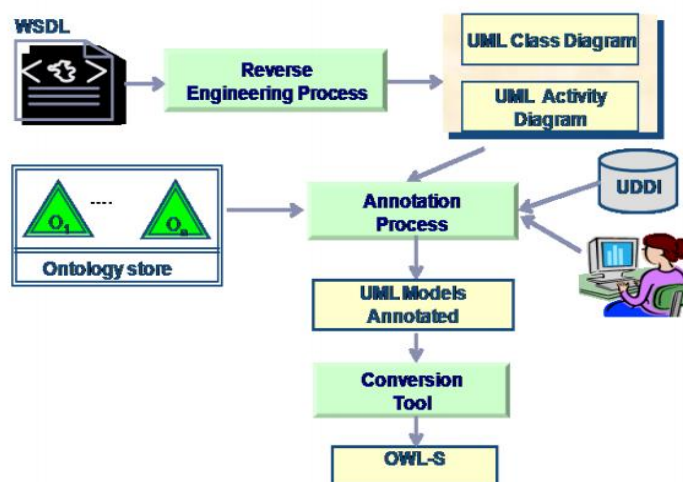 WSDL
Reverse
Engineering Process
UML Class Diagram
UML Activity
Diagram
O1
----
On
Ontology store
Annotation
Process
UDDI
UML Models
Annotated
Conversion
Tool
OWL-S